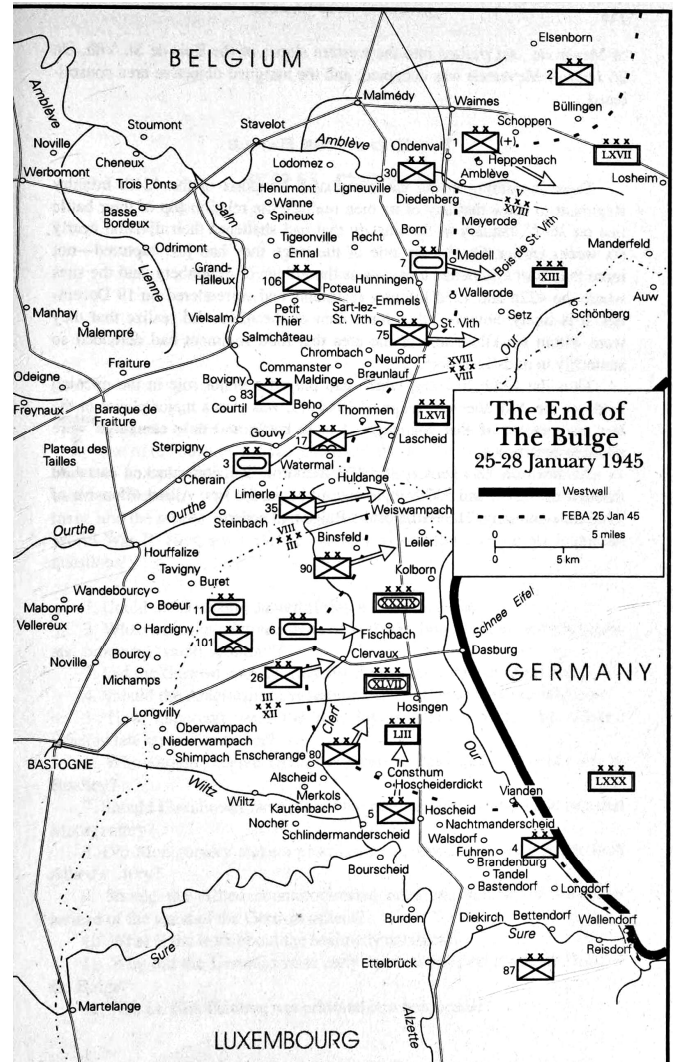 Elsenborn
BELGIUM
X X
2
Büllingen
Malmédy
Waimes
Amblève
Noville
Stoumont
Stavelot
Amblève
Ondenval
X X
1
(+)
Schoppen
X X X
LXVII
Cheneux
Lodomez
X X
30
Heppenbach
Werbomont
Trois Ponts
Ligneuville
Amblève
Losheim
Henumont
Wanne
Diedenberg
V
X X X
XVIII
Basse
Bordeux
Salm
Spineux
Tigeonville
Recht
Born
Manderfeld
Odrimont
Ennal
X X
7
Medell
Bois de St. Vith
X X X
XIII
Lienne
Grand-
Halleux
X X
106
Poteau
Huningen
Wallerode
Auw
Manhay
Petit
Thier
Sart-lez-
St. Vith
Emmels
Setz
Schönberg
Malempré
Vielsalm
X X
75
St. Vith
Our
Salmchâteau
Neundorf
Fraiture
Chrombach
Commanster
Braunlauf
XVIII
X X X
VIII
Odeigne
Bovigny
X X
83
Maldinge
Freynaux
Baraque de
Fraiture
Courtil
Beho
Thommen
X X X
LXVI
The End of
The Bulge
25-28 January 1945
Westwall
FEBA 25 Jan 45
0
5 miles
0
5 km
Plateau des
Tailles
Sterpigny
Gouvy
X X
17
Lascheid
X X
3
Watermal
Cherain
Limerle
Huldange
Ourthe
Steinbach
X X
35
Weiswampach
Ourthe
VIII
X X X
III
Binsfeld
Leiler
Houffalize
Tavigny
X X
90
Kolborn
Wandebourcy
Buret
Mabompré
Boeur
X X
11
X X X
XXXIX
Schnee Eifel
Vellereux
Hardigny
X X
101
X X
6
Fischbach
Noville
Bourcy
Clervaux
Dasburg
Michamps
X X
26
X X X
XLVII
GERMANY
III
X X X
XII
Hosingen
Longvilly
Clerf
Oberwampach
X X X
LIII
Niederwampach
Enscherange
X X
80
Our
BASTOGNE
Shimpach
X X X
LXXX
Alscheid
Consthum
Wiltz
Wiltz
Merkols
Hoscheiderdickt
Vianden
Kautenbach
X X
5
Hoscheid
Nocher
Nachtmanderscheid
Schlindermanderscheid
Walsdorf
X X
4
Fuhren
Brandenburg
Bourscheid
Tandel
Longdorf
Bastendorf
Burden
Diekirch
Bettendorf
Wallendorf
Sure
Sure
Reisdorf
Ettelbrück
X X
87
Martelange
Alzette
LUXEMBOURG